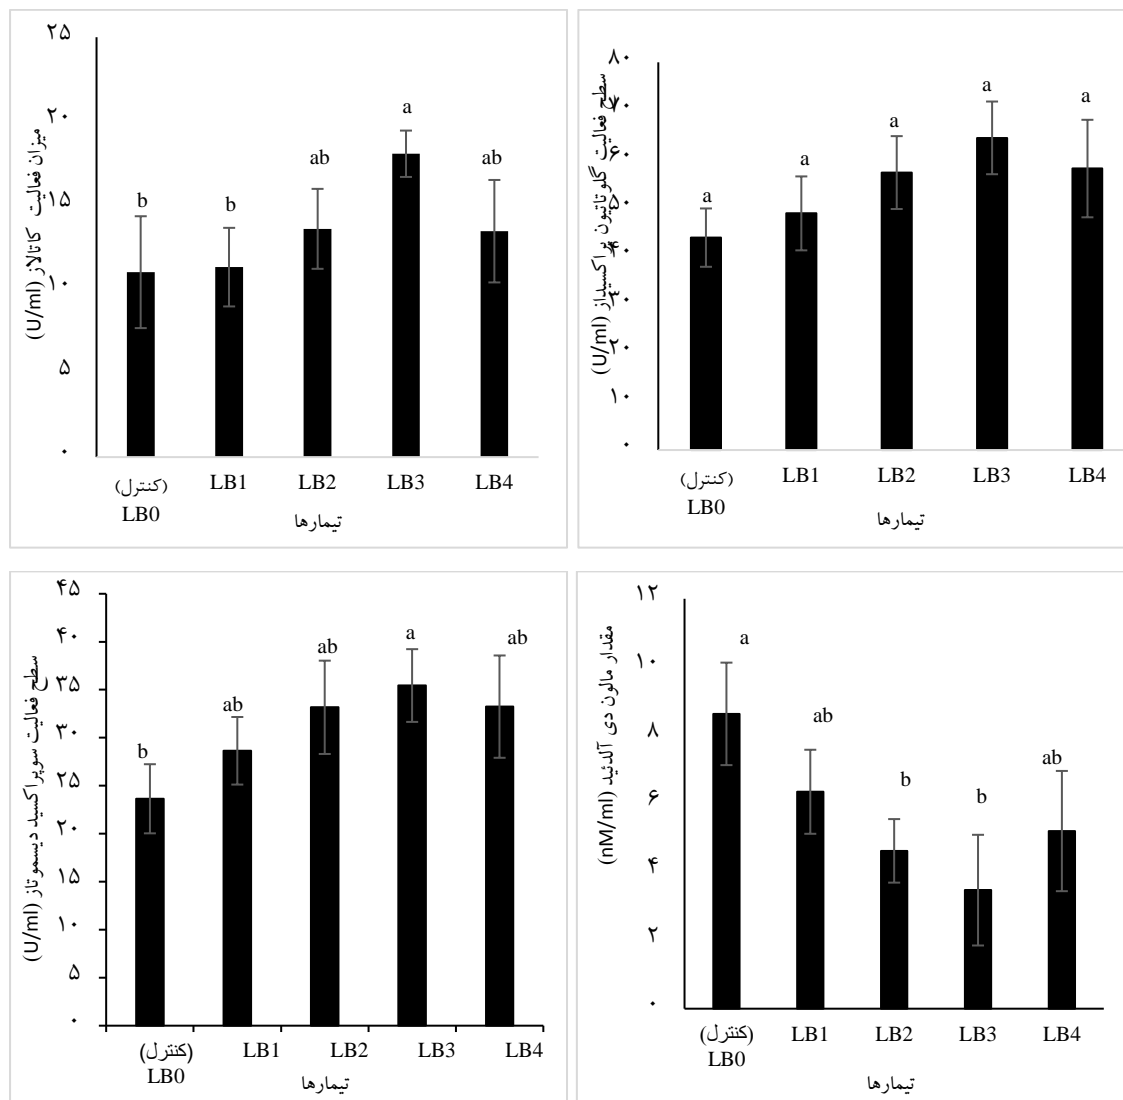 میزان فعالیت کاتالاز (U/ml)
۲۵
۲۰
۱۵
۱۰
۵
۰
b
b
ab
a
ab
(کنترل)
LB0
LB1
LB2
LB3
LB4
تیمارها
سطح فعالیت گلوتاتیون پراکسیداز (U/ml)
۸۰
۷۰
۶۰
۵۰
۴۰
۳۰
۲۰
۱۰
۰
a
a
a
a
a
(کنترل)
LB0
LB1
LB2
LB3
LB4
تیمارها
سطح فعالیت سوپراکسید دیسموتاز (U/ml)
۴۵
۴۰
۳۵
۳۰
۲۵
۲۰
۱۵
۱۰
۵
۰
b
ab
ab
a
ab
(کنترل)
LB0
LB1
LB2
LB3
LB4
تیمارها
مقدار مالون دی آلدئید (nM/ml)
۱۲
۱۰
۸
۶
۴
۲
۰
a
ab
b
b
ab
(کنترل)
LB0
LB1
LB2
LB3
LB4
تیمارها